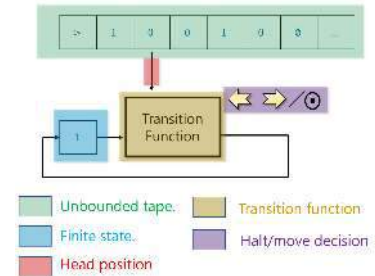 > 1 0 0 1 0 0 ...
Transition
Function
1
Unbounded tape. Transition function
Finite state. Halt/move decision
Head position